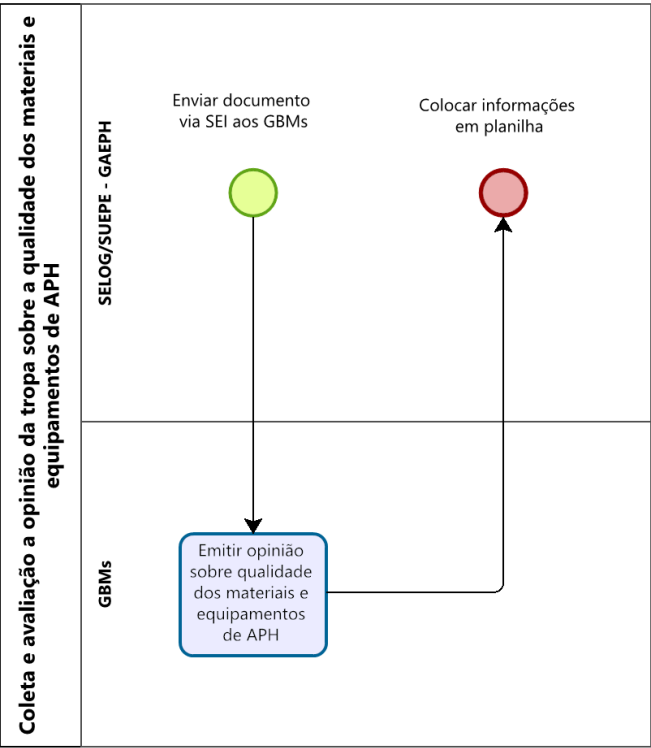 Coleta e avaliação a opinião da tropa sobre a qualidade dos materiais e
equipamentos de APH
SELOG/SUEPE - GAEPH
Enviar documento
via SEI aos GBMs
Colocar informações
em planilha
GBMs
Emitir opinião
sobre qualidade
dos materiais e
equipamentos
de APH